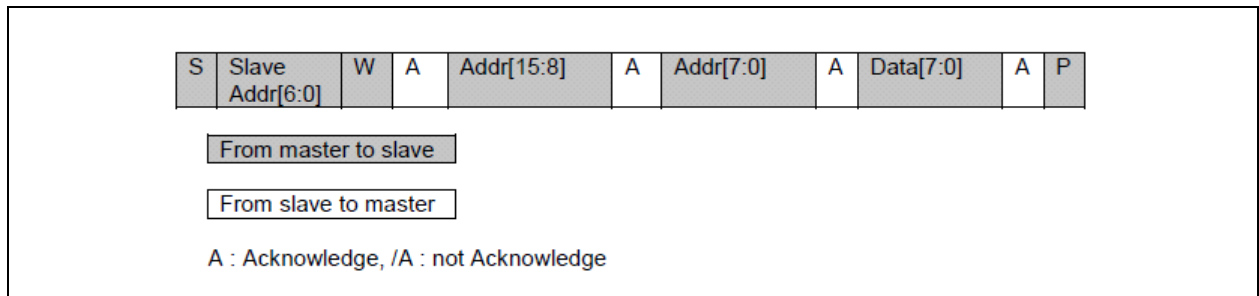 S Slave Addr[6:0] W A Addr[15:8] A Addr[7:0] A Data[7:0] A P
From master to slave
From slave to master
A : Acknowledge, /A : not Acknowledge